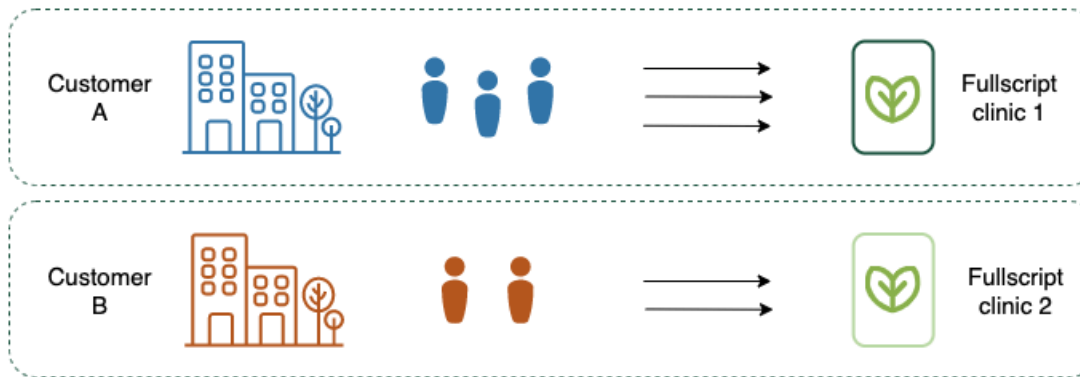 Customer
A
Fullscript
clinic 1
Customer
B
Fullscript
clinic 2